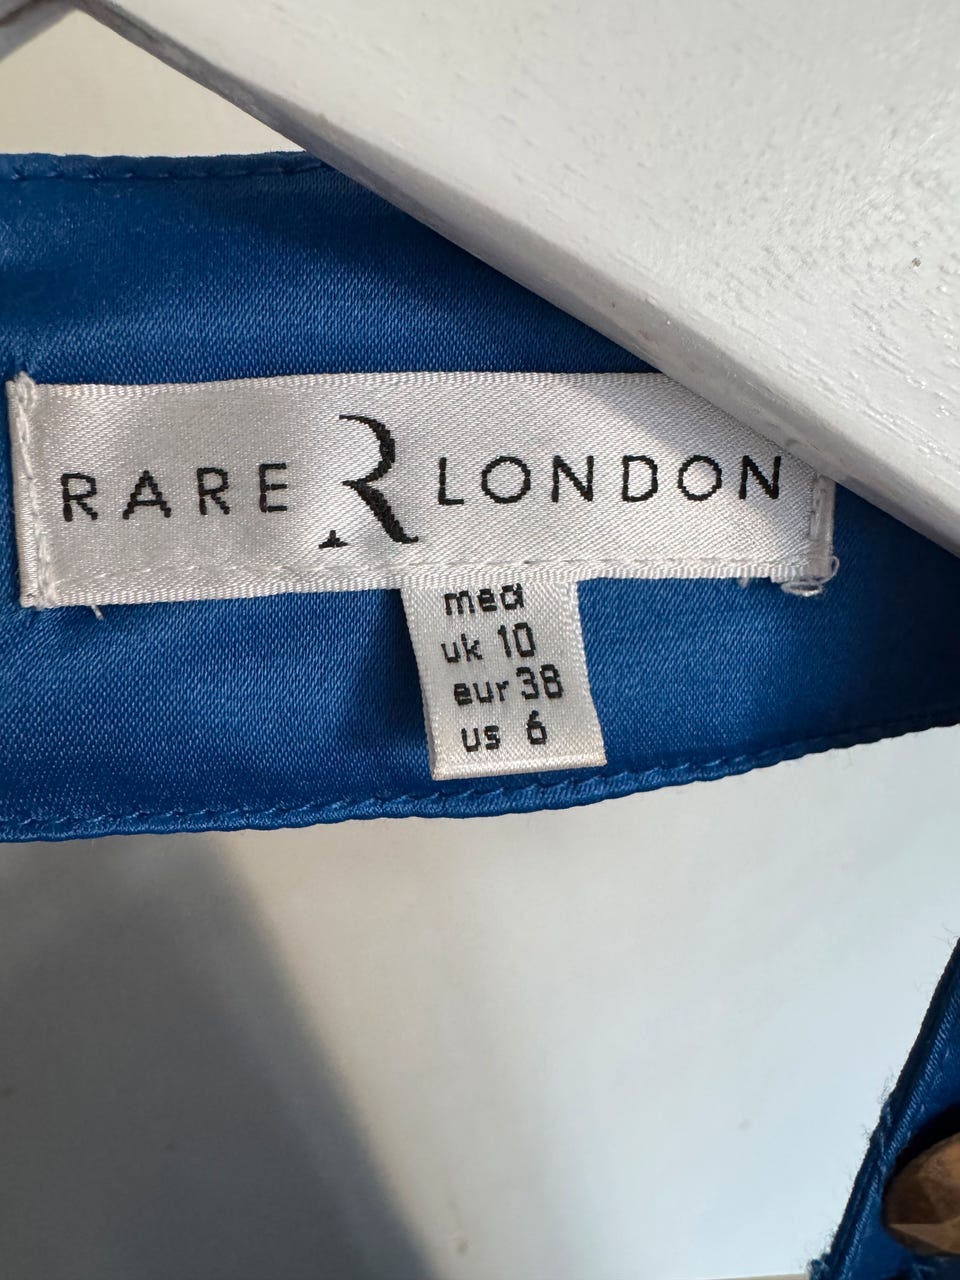 RARE R LONDON
med
uk 10
eur 38
us 6